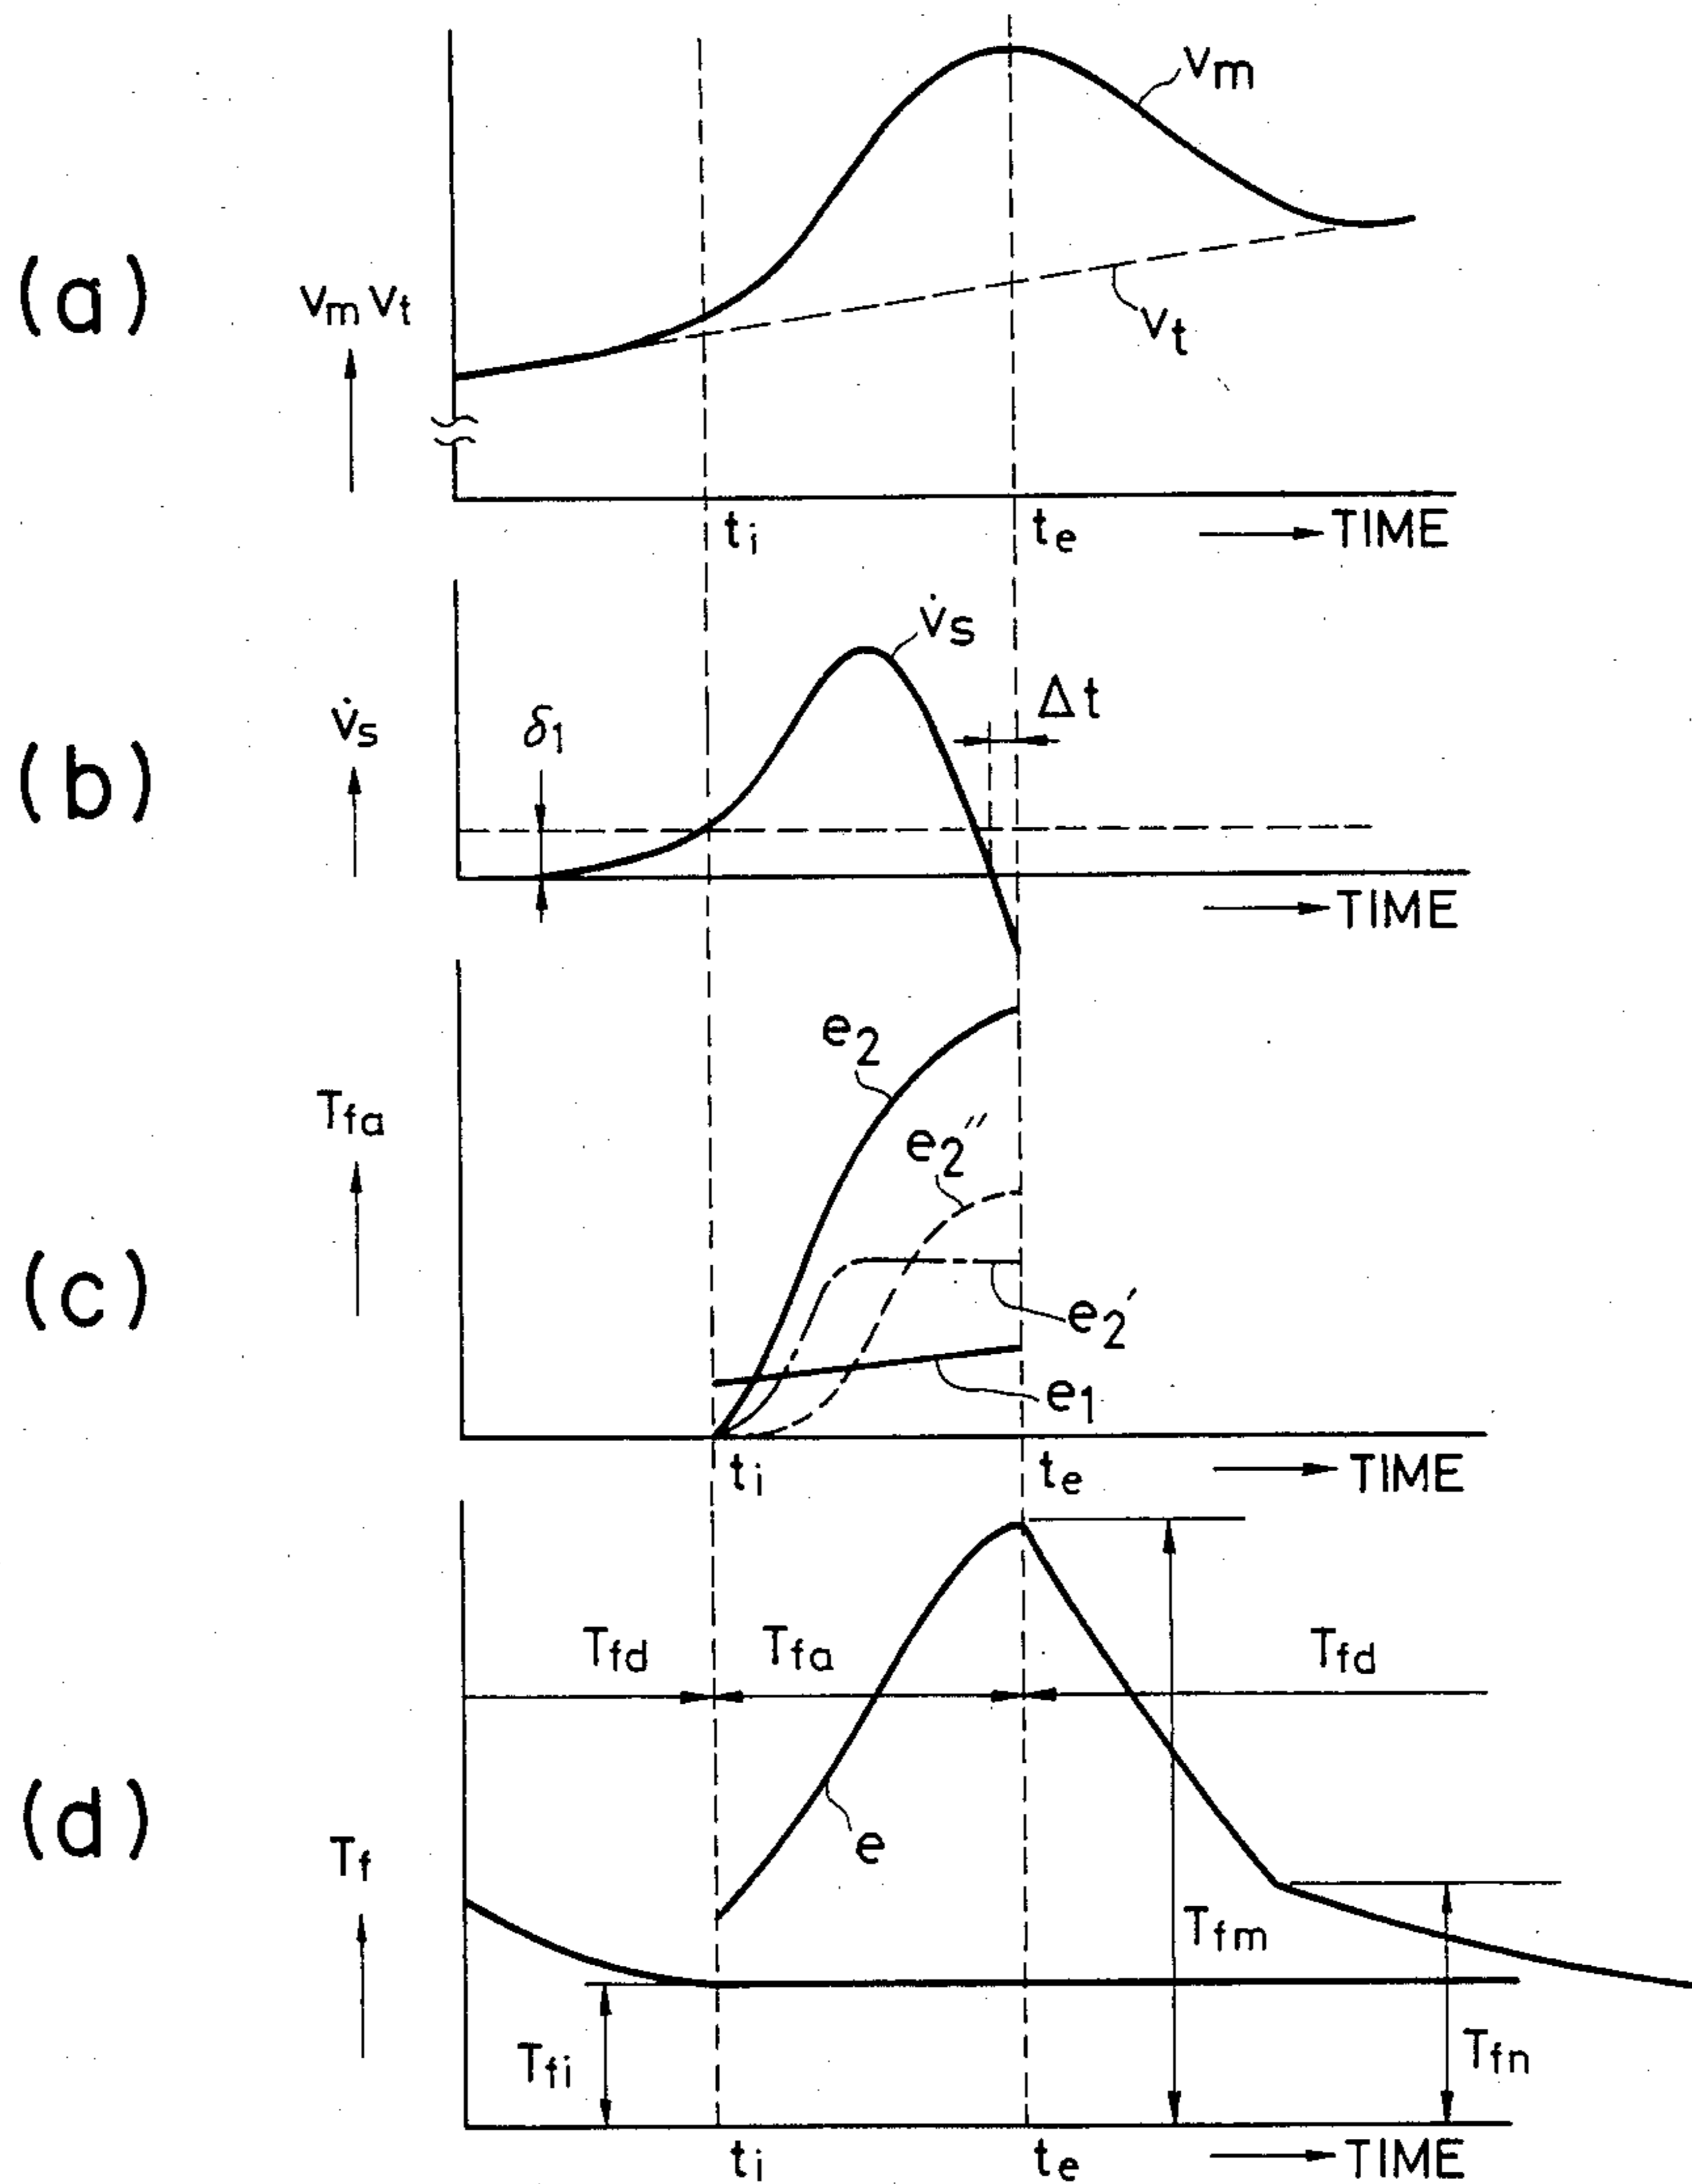 (a)
Vm Vt
Vm
Vt
ti
te
TIME
(b)
V̇s
δ1
V̇s
Δt
TIME
(c)
Tfa
e2
e2''
e2'
e1
ti
te
TIME
(d)
Tf
Tfd
Tfa
Tfd
e
Tfm
Tfi
Tfn
ti
te
TIME